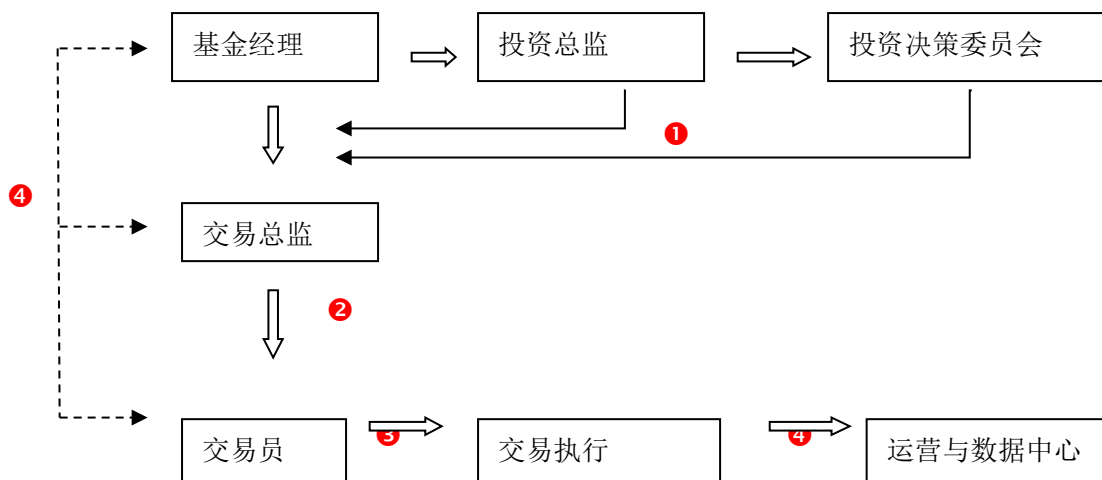 基金经理
投资总监
投资决策委员会
❶
❹
交易总监
❷
交易员
❸
交易执行
❹
运营与数据中心